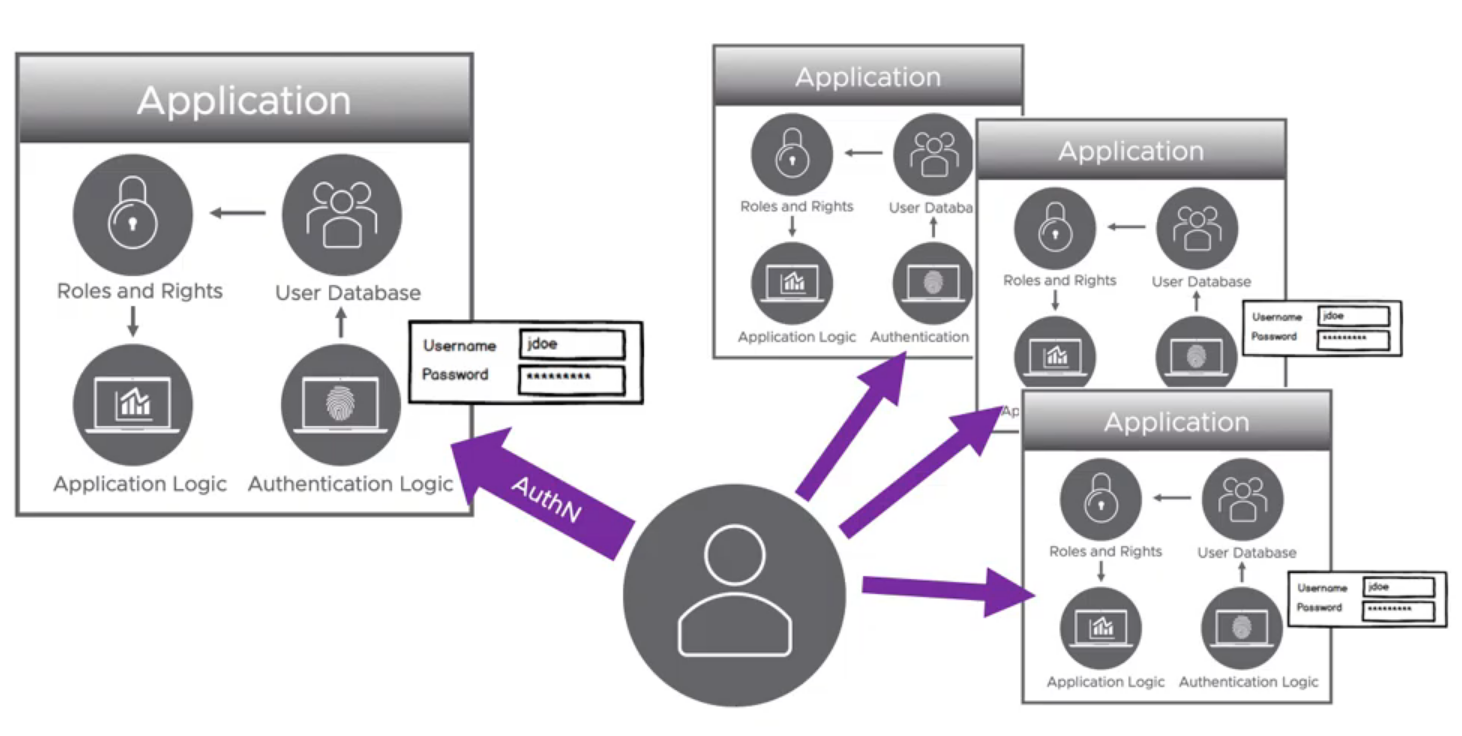 Application
Roles and Rights
User Database
Username
jdoe
Password
*********
Application Logic
Authentication Logic
AuthN
Application
Roles and Rights
User Databa
Application Logic
Authentication
Application
Roles and Rights
User Database
Username
jdoe
Password
*********
Ap
Application
Roles and Rights
User Database
Username
jdoe
Password
*********
Application Logic
Authentication Logic